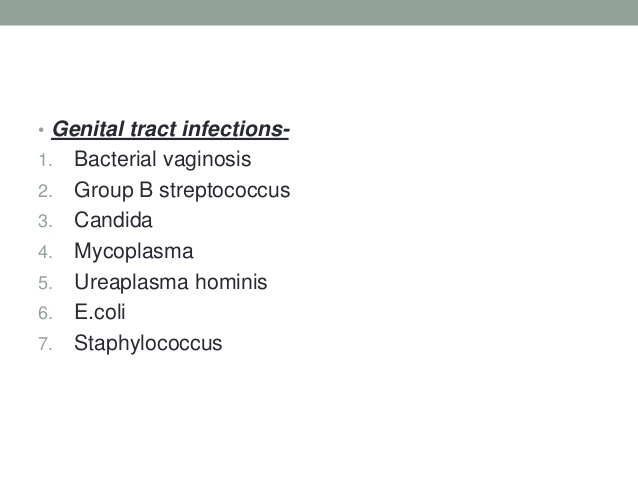 • Genital tract infections-
1. Bacterial vaginosis
2. Group B streptococcus
3. Candida
4. Mycoplasma
5. Ureaplasma hominis
6. E.coli
7. Staphylococcus